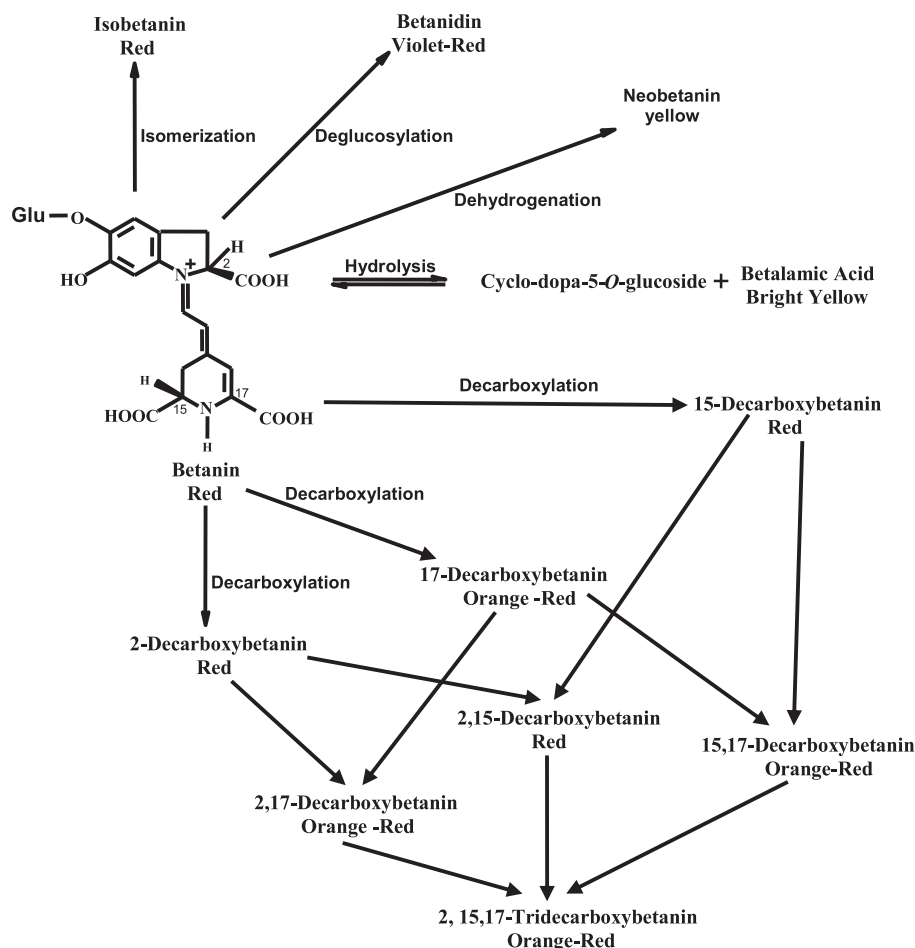 Isobetanin
Red
Betanidin
Violet-Red
Neobetanin
yellow
Isomerization
Deglucosylation
Dehydrogenation
Glu
O
H
HO
N
+
2
COOH
Hydrolysis
Cyclo-dopa-5-O-glucoside + Betalamic Acid
Bright Yellow
H
17
HOOC
15
N
COOH
H
Decarboxylation
15-Decarboxybetanin
Red
Betanin
Red
Decarboxylation
Decarboxylation
17-Decarboxybetanin
Orange -Red
2-Decarboxybetanin
Red
2,15-Decarboxybetanin
Red
15,17-Decarboxybetanin
Orange-Red
2,17-Decarboxybetanin
Orange -Red
2, 15,17-Tridecarboxybetanin
Orange-Red